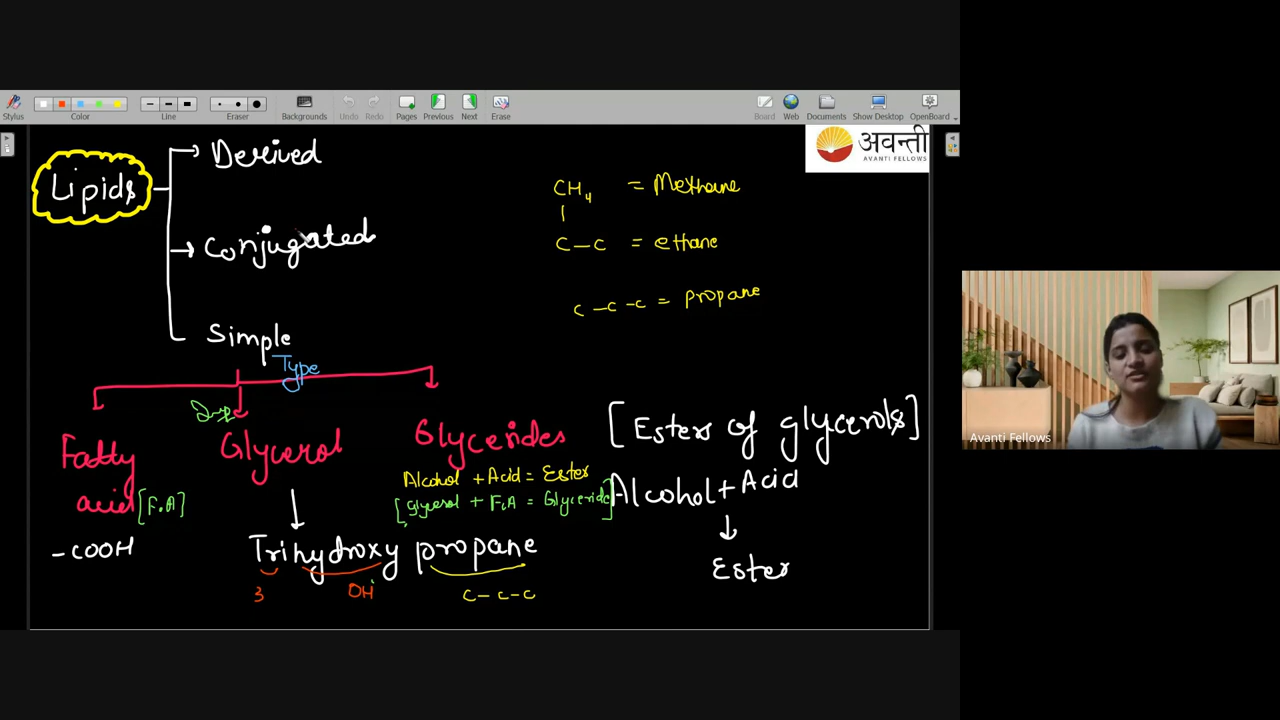 Stylus
Color
Line
Eraser
Backgrounds
Undo
Redo
Pages
Previous
Next
Erase
Board
Web
Documents
Show Desktop
OpenBoard
अवन्ती
AVANTI FELLOWS
Lipids
Derived
Conjugated
Simple
Type
CH4 = Methane
C-C = ethane
C-C-C = propane
Fatty
acid [F.A]
-COOH
Glycerol
Glycerides
Alcohol + Acid = Ester
[Glycerol + F.A = Glyceride]
Trihydroxy propane
3
OH
C-C-C
[Esters of glycerols]
Alcohol + Acid
Ester
Avanti Fellows